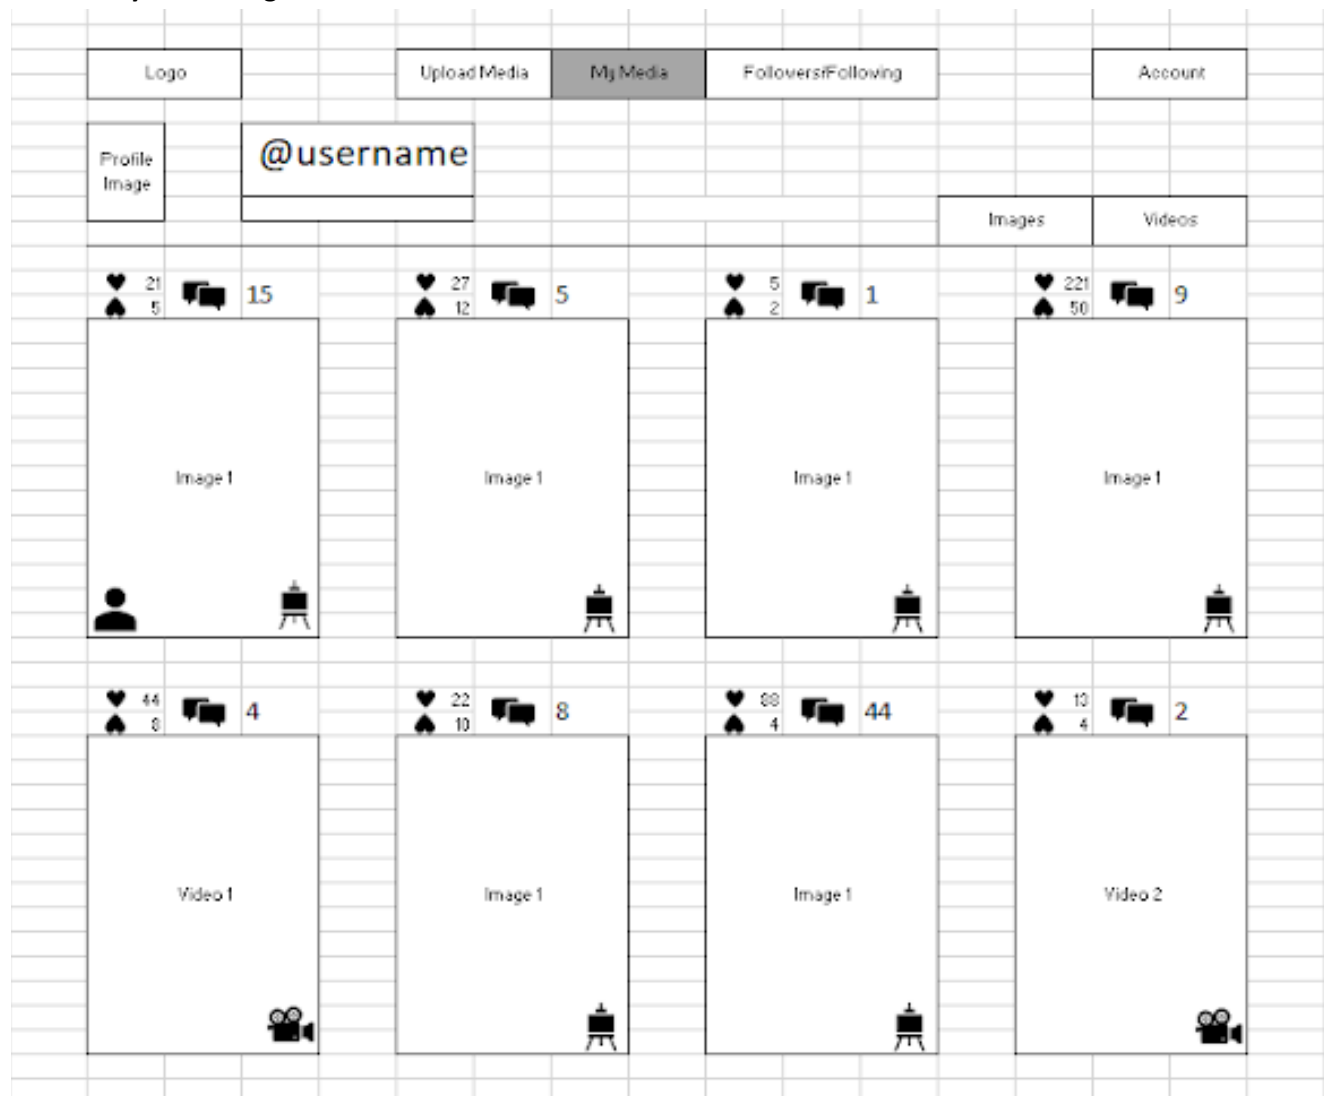 Logo
Upload Media
My Media
Followers/Following
Account
Profile
Image
@username
Images
Videos
21
5
15
27
12
5
5
2
1
221
50
9
Image 1
Image 1
Image 1
Image 1
44
8
4
22
10
8
88
4
44
13
4
2
Video 1
Image 1
Image 1
Video 2